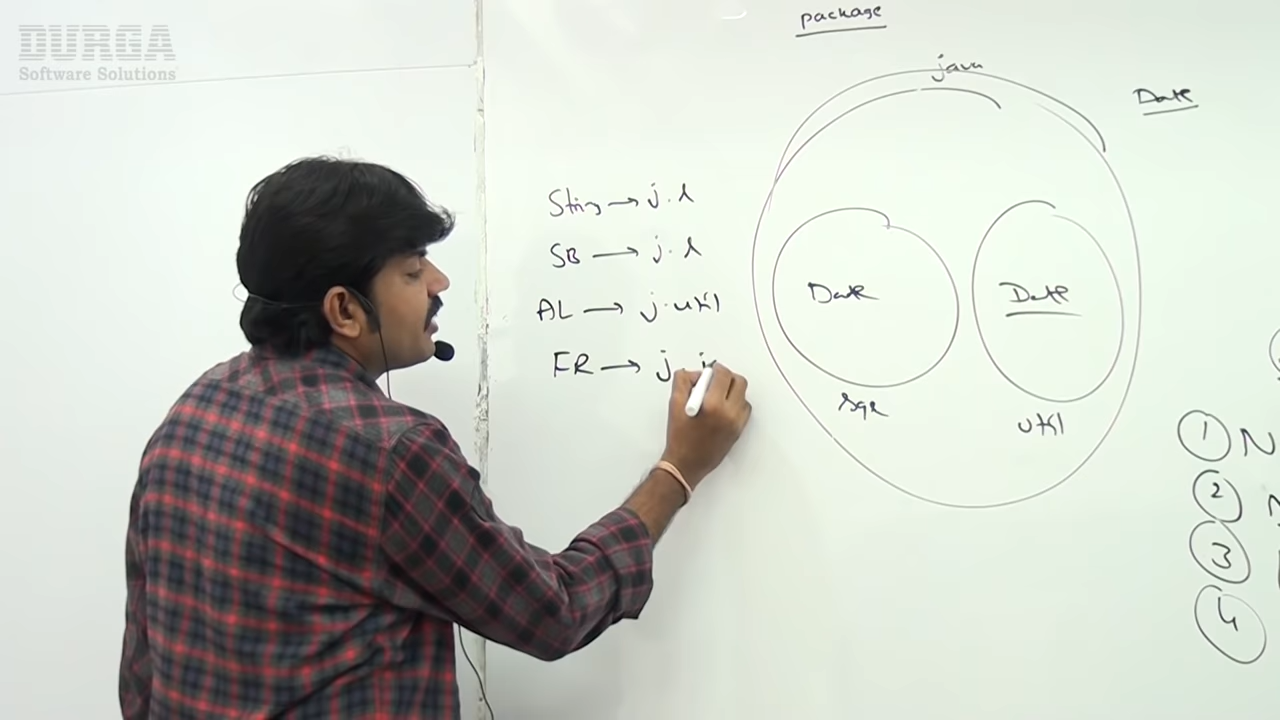 DURGA
Software Solutions
package
java
Date
String → j.l
SB → j.l
AL → j.util
FR → j.i
Date
Date
sql
util
1 N
2
3
4